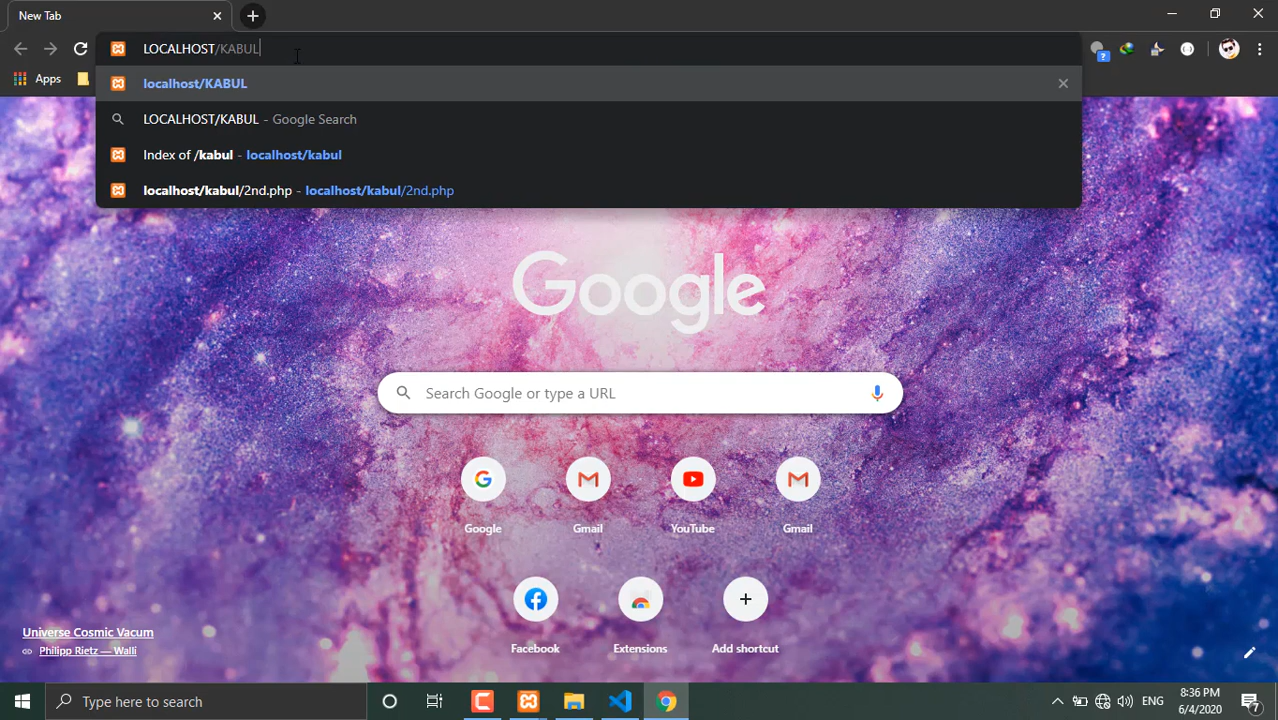 New Tab
LOCALHOST/KABUL
Apps
localhost/KABUL
LOCALHOST/KABUL - Google Search
Index of /kabul - localhost/kabul
localhost/kabul/2nd.php - localhost/kabul/2nd.php
Google
Search Google or type a URL
Google Gmail YouTube Gmail
Facebook Extensions Add shortcut
Universe Cosmic Vacum
Philipp Rietz — Walli
Type here to search
ENG
8:36 PM
6/4/2020
7